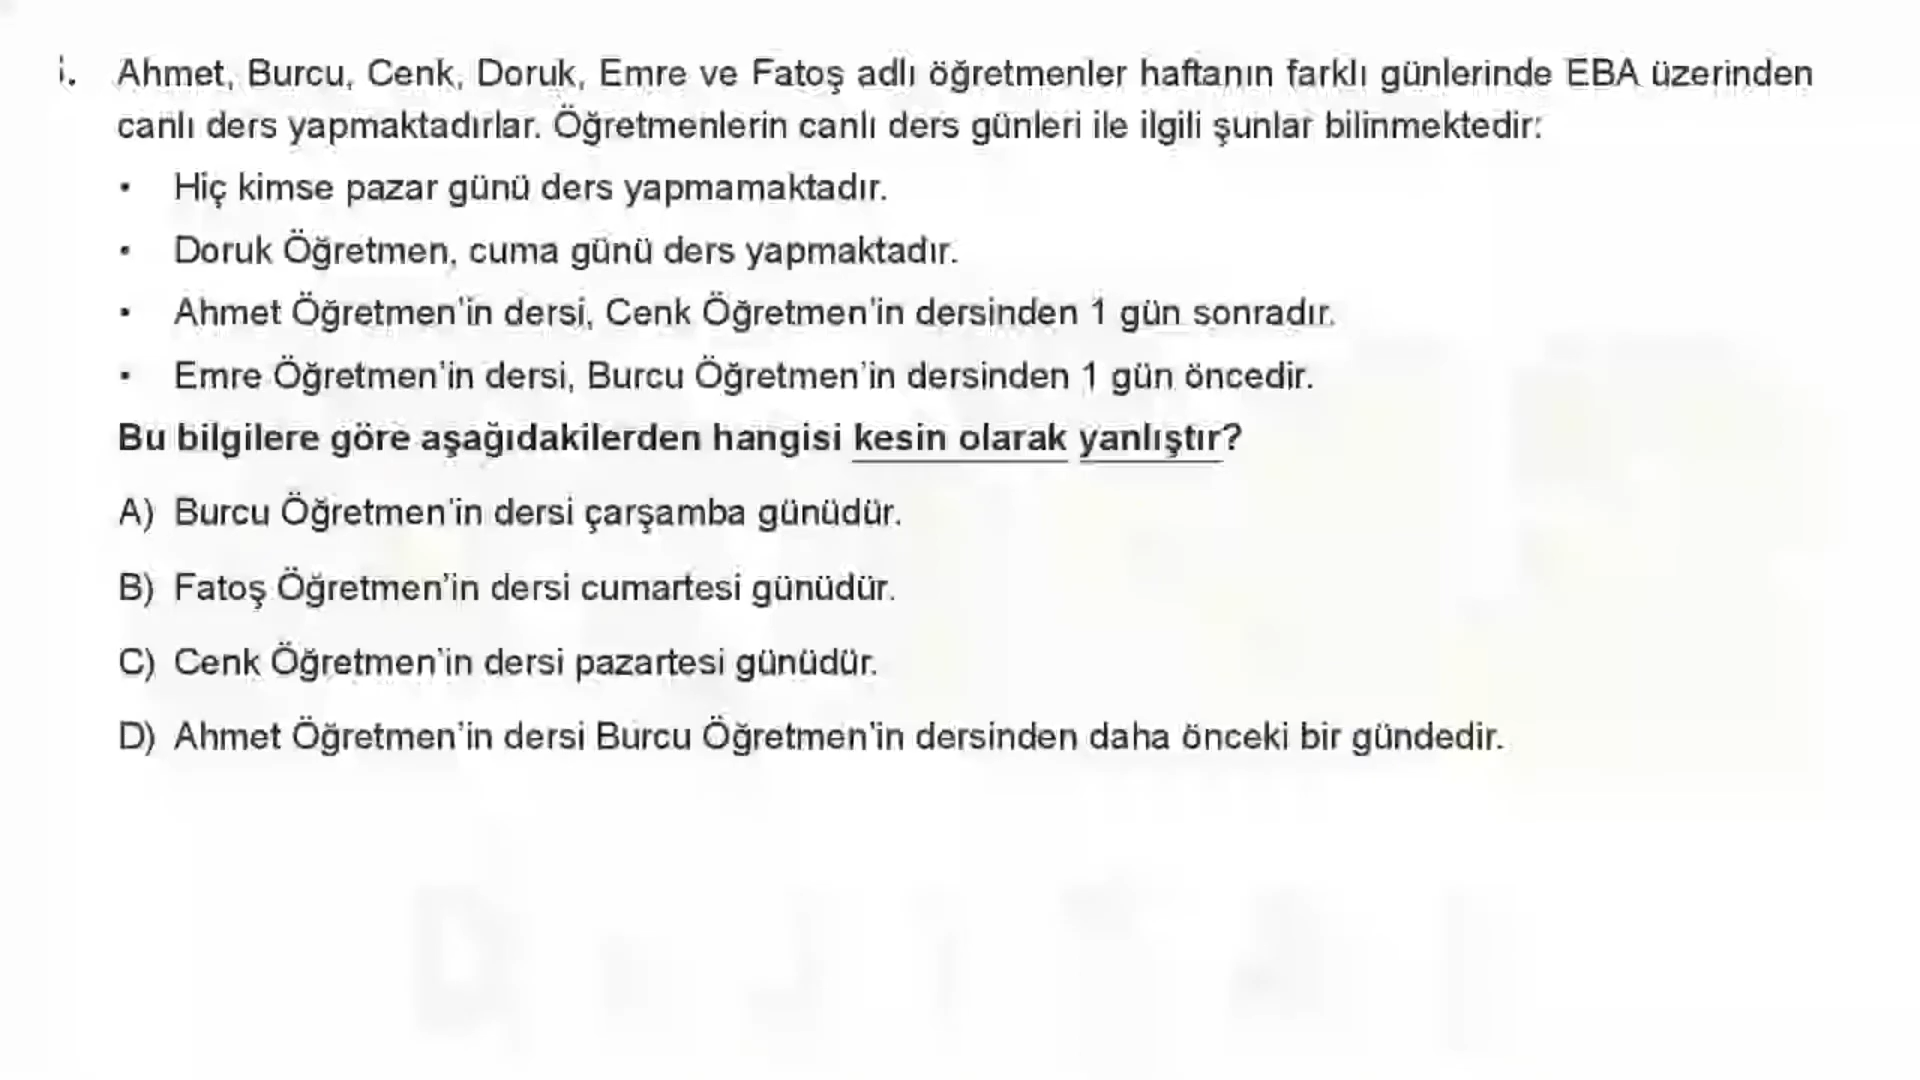 Ahmet, Burcu, Cenk, Doruk, Emre ve Fatoş adlı öğretmenler haftanın farklı günlerinde EBA üzerinden
canlı ders yapmaktadırlar. Öğretmenlerin canlı ders günleri ile ilgili şunlar bilinmektedir:
• Hiç kimse pazar günü ders yapmamaktadır.
• Doruk Öğretmen, cuma günü ders yapmaktadır.
• Ahmet Öğretmen'in dersi, Cenk Öğretmen'in dersinden 1 gün sonradır.
• Emre Öğretmen'in dersi, Burcu Öğretmen'in dersinden 1 gün öncedir.
Bu bilgilere göre aşağıdakilerden hangisi kesin olarak yanlıştır?
A) Burcu Öğretmen'in dersi çarşamba günüdür.
B) Fatoş Öğretmen'in dersi cumartesi günüdür.
C) Cenk Öğretmen'in dersi pazartesi günüdür.
D) Ahmet Öğretmen'in dersi Burcu Öğretmen'in dersinden daha önceki bir gündedir.